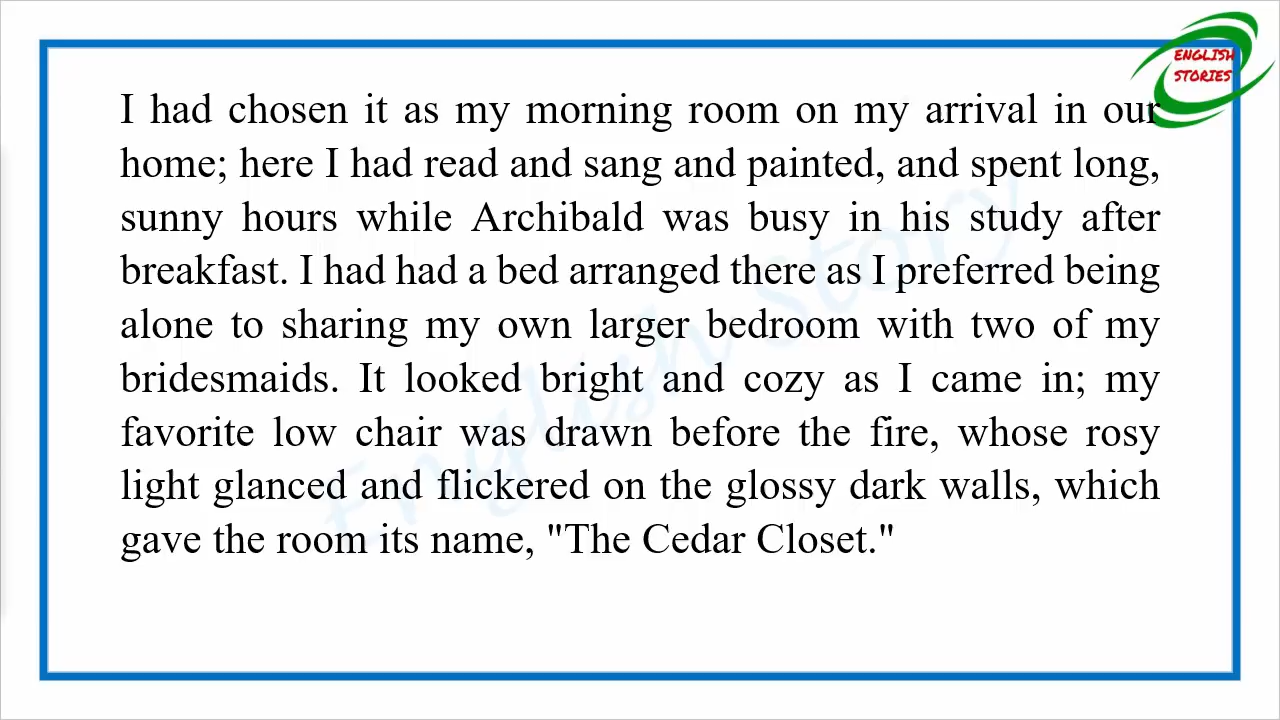 ENGLISH
STORIES
I had chosen it as my morning room on my arrival in our
home; here I had read and sang and painted, and spent long,
sunny hours while Archibald was busy in his study after
breakfast. I had had a bed arranged there as I preferred being
alone to sharing my own larger bedroom with two of my
bridesmaids. It looked bright and cozy as I came in; my
favorite low chair was drawn before the fire, whose rosy
light glanced and flickered on the glossy dark walls, which
gave the room its name, "The Cedar Closet."
English Story